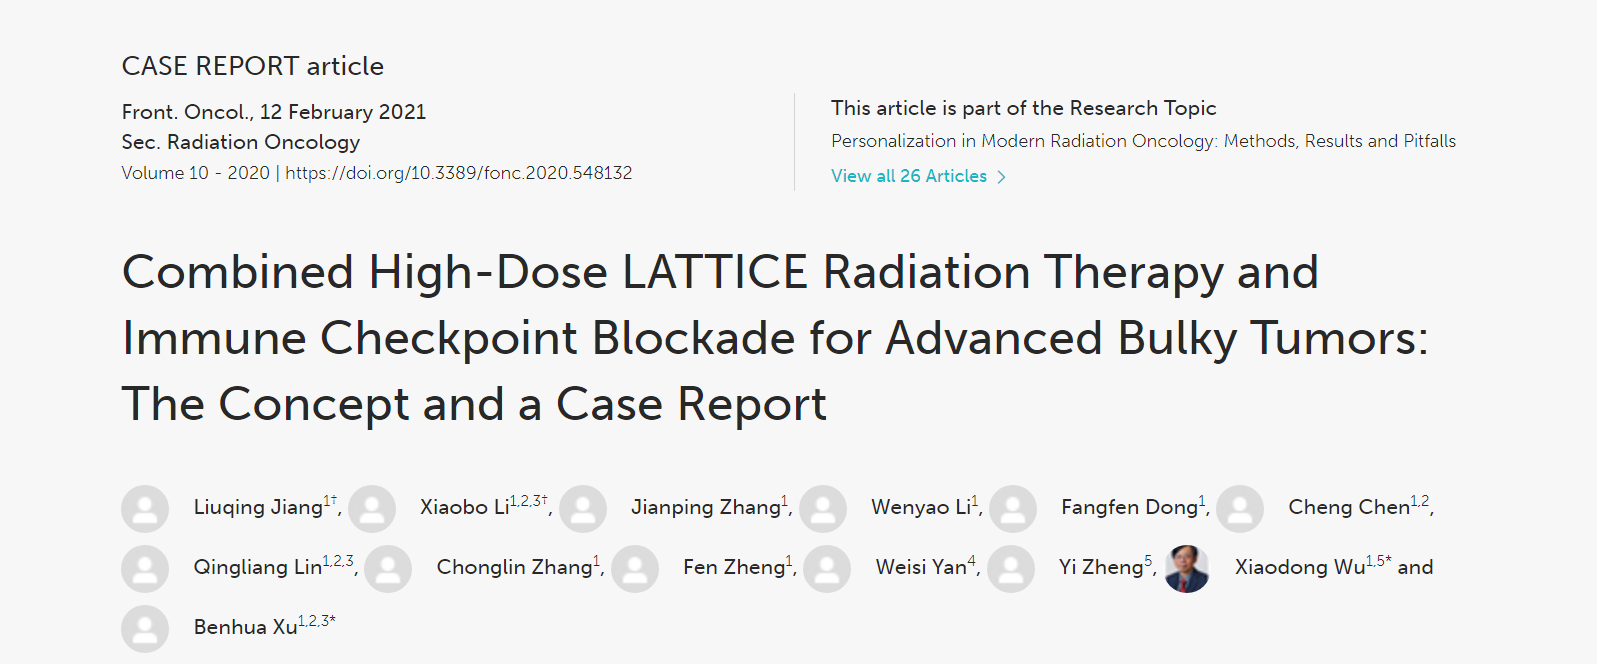 CASE REPORT article
Front. Oncol., 12 February 2021
Sec. Radiation Oncology
Volume 10 - 2020 | https://doi.org/10.3389/fonc.2020.548132
This article is part of the Research Topic
Personalization in Modern Radiation Oncology: Methods, Results and Pitfalls
View all 26 Articles >
Combined High-Dose LATTICE Radiation Therapy and
Immune Checkpoint Blockade for Advanced Bulky Tumors:
The Concept and a Case Report
Liuqing Jiang1†, Xiaobo Li1,2,3†, Jianping Zhang1, Wenyao Li1, Fangfen Dong1, Cheng Chen1,2,
Qingliang Lin1,2,3, Chonglin Zhang1, Fen Zheng1, Weisi Yan4, Yi Zheng5, Xiaodong Wu1,5* and
Benhua Xu1,2,3*